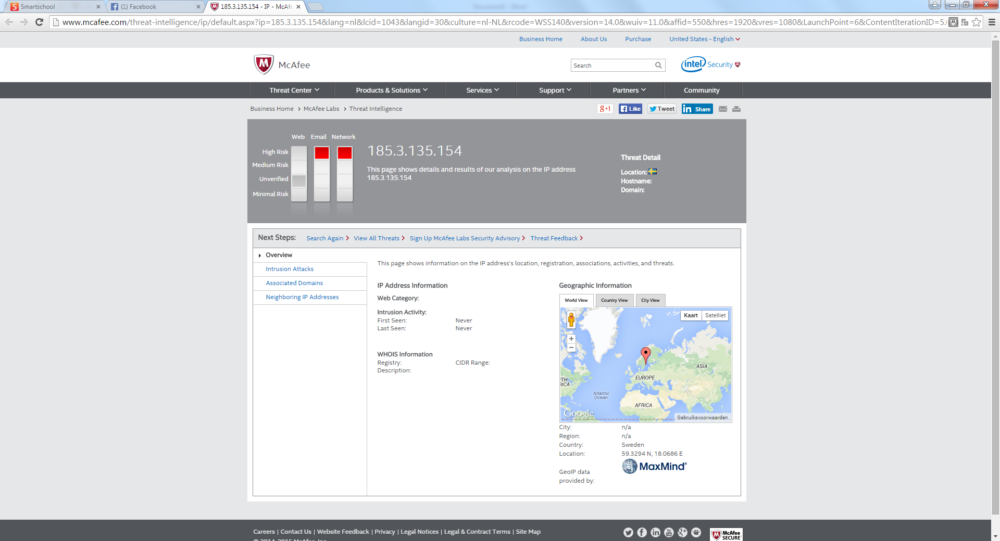 Smartschool
(1) Facebook
185.3.135.154 - IP - McAfe
www.mcafee.com/threat-intelligence/ip/default.aspx?ip=185.3.135.154&lang=nl&lcid=1043&langid=30&culture=nl-NL&rcode=WSS140&version=14.0&wuiv=11.0&affid=550&hres=1920&vres=1080&LaunchPoint=6&ContentIterationID=5.
Business Home About Us Purchase United States - English
McAfee
Search
intel Security
Threat Center Products & Solutions Services Support Partners Community
Business Home > McAfee Labs > Threat Intelligence
g+1 Like Tweet in Share
Web Email Network
High Risk
Medium Risk
Unverified
Minimal Risk
185.3.135.154
This page shows details and results of our analysis on the IP address
185.3.135.154
Threat Detail
Location:
Hostname:
Domain:
Next Steps: Search Again View All Threats Sign Up McAfee Labs Security Advisory Threat Feedback
Overview
Intrusion Attacks
Associated Domains
Neighboring IP Addresses
This page shows information on the IP address's location, registration, associations, activities, and threats.
IP Address Information
Web Category:
Intrusion Activity:
First Seen: Never
Last Seen: Never
WHOIS Information
Registry: CIDR Range:
Description:
Geographic Information
World View Country View City View
Kaart Satelliet
+
−
ASIA
EUROPE
TH
RICA
Atlantic
Ocean
AFRICA
Google
Gebruiksvoorwaarden
City: n/a
Region: n/a
Country: Sweden
Location: 59.3294 N, 18.0686 E
GeoIP data
provided by:
MaxMind®
Careers | Contact Us | Website Feedback | Privacy | Legal Notices | Legal & Contract Terms | Site Map
© 2014-2015 McAfee, Inc.
McAfee
SECURE